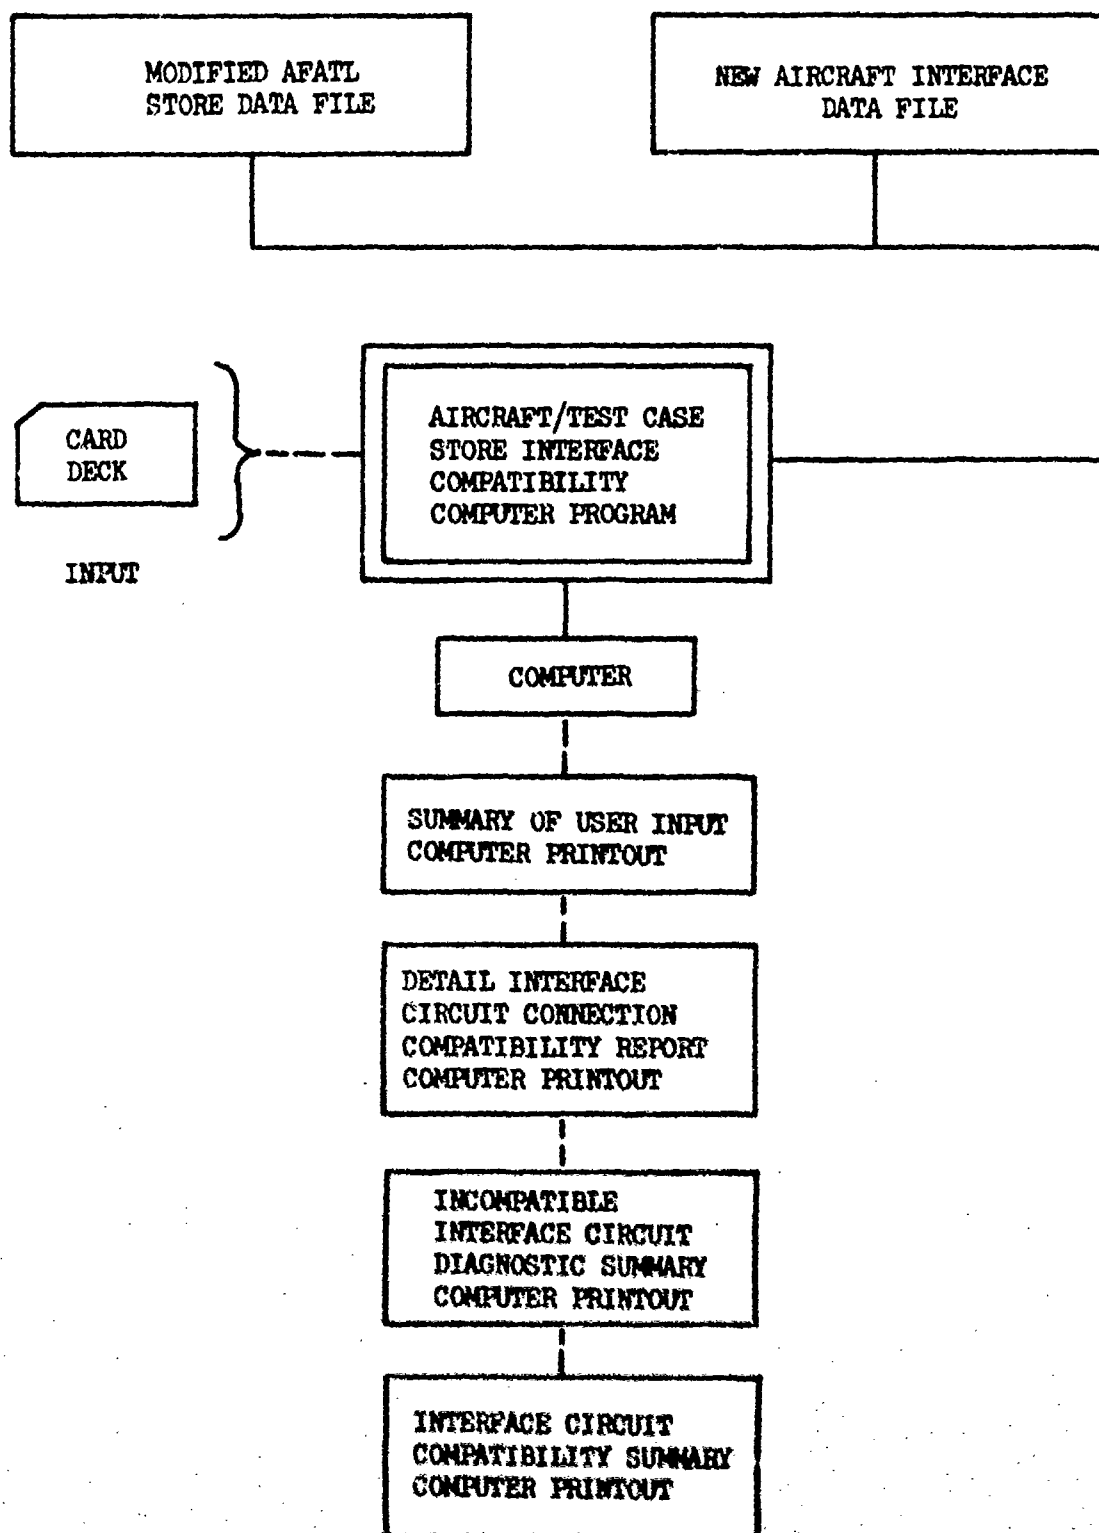 MODIFIED AFATL
STORE DATA FILE
NEW AIRCRAFT INTERFACE
DATA FILE
CARD
DECK
INPUT
AIRCRAFT/TEST CASE
STORE INTERFACE
COMPATIBILITY
COMPUTER PROGRAM
COMPUTER
SUMMARY OF USER INPUT
COMPUTER PRINTOUT
DETAIL INTERFACE
CIRCUIT CONNECTION
COMPATIBILITY REPORT
COMPUTER PRINTOUT
INCOMPATIBLE
INTERFACE CIRCUIT
DIAGNOSTIC SUMMARY
COMPUTER PRINTOUT
INTERFACE CIRCUIT
COMPATIBILITY SUMMARY
COMPUTER PRINTOUT